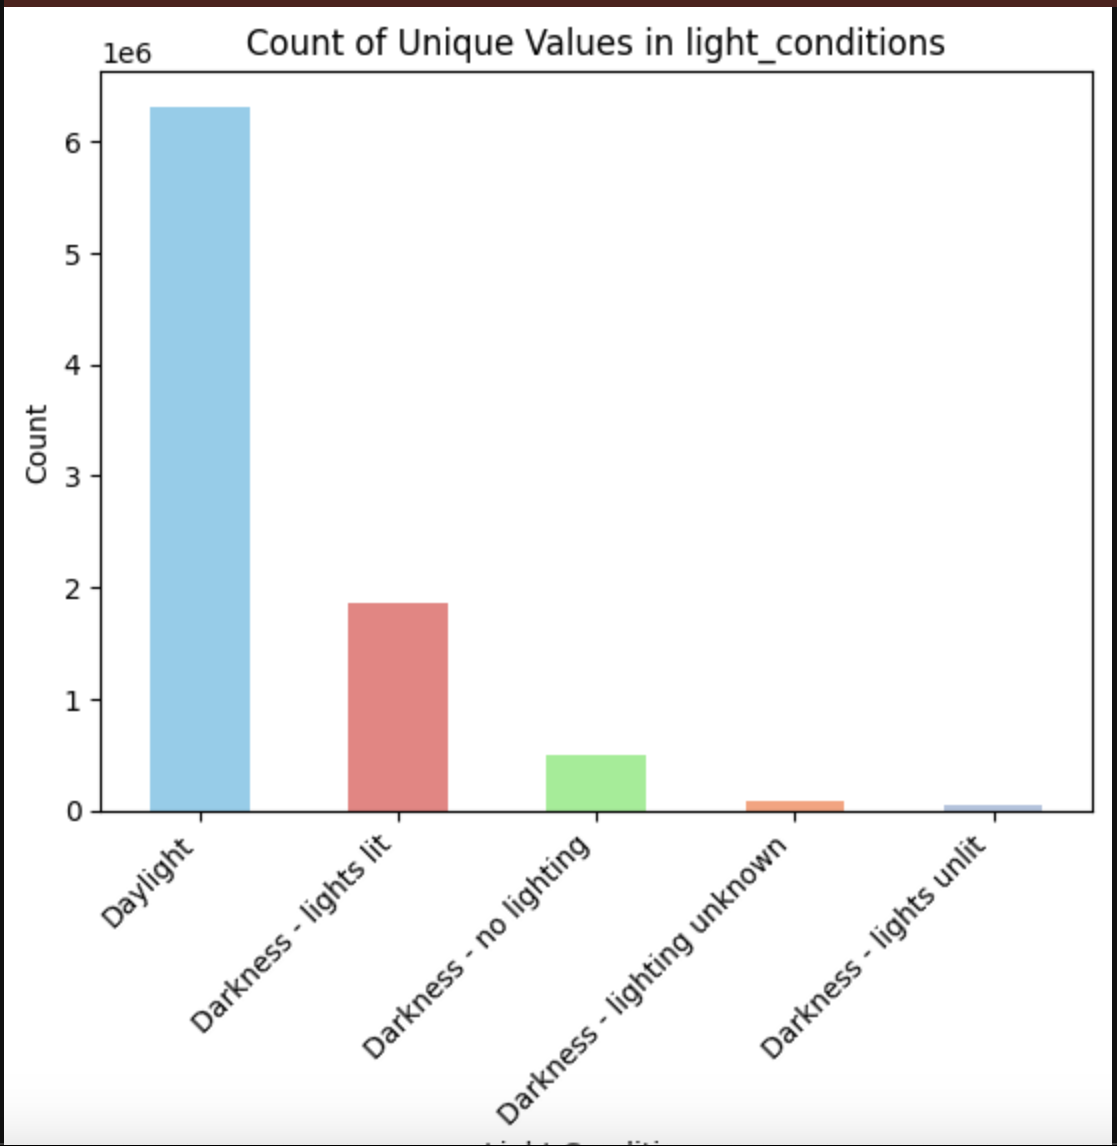 Count of Unique Values in light_conditions
1e6
6
5
4
3
2
1
0
Count
Daylight
Darkness - lights lit
Darkness - no lighting
Darkness - lighting unknown
Darkness - lights unlit